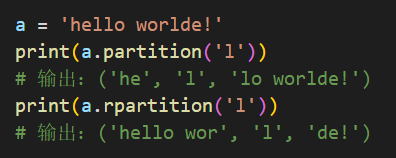 a = 'hello worlde!'
print(a.partition('l'))
# 输出：('he', 'l', 'lo worlde!')
print(a.rpartition('l'))
# 输出：('hello wor', 'l', 'de!')